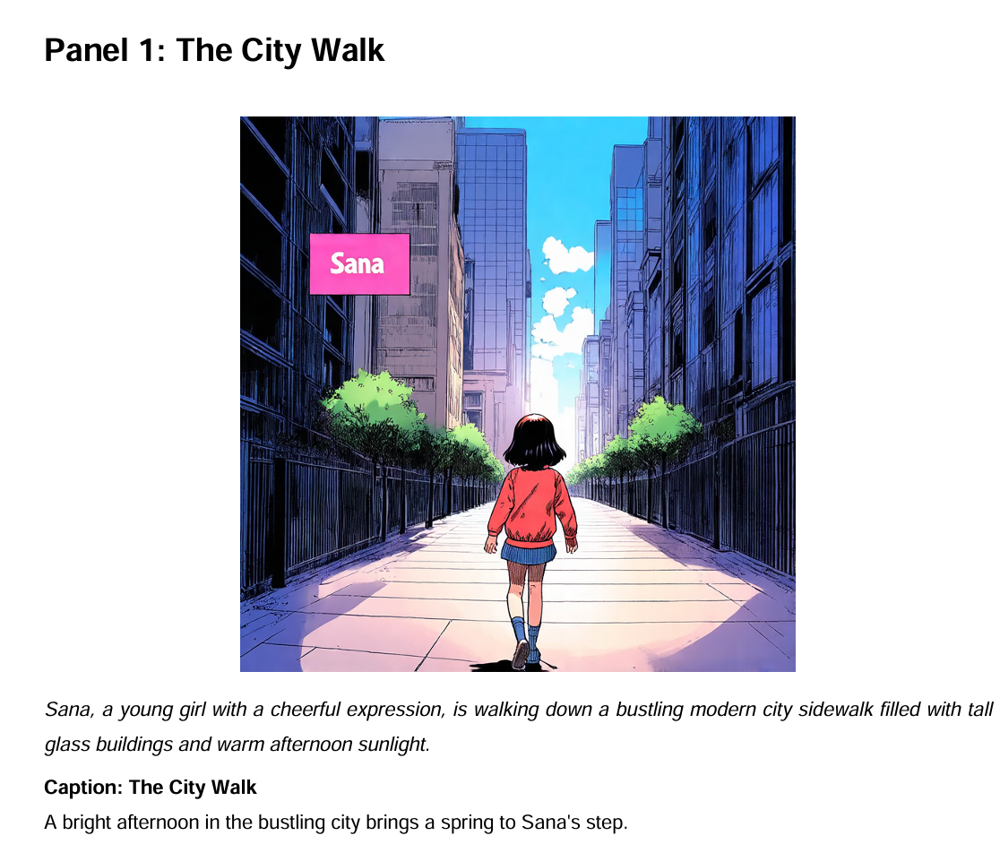 Panel 1: The City Walk
Sana
Sana, a young girl with a cheerful expression, is walking down a bustling modern city sidewalk filled with tall
glass buildings and warm afternoon sunlight.
Caption: The City Walk
A bright afternoon in the bustling city brings a spring to Sana's step.